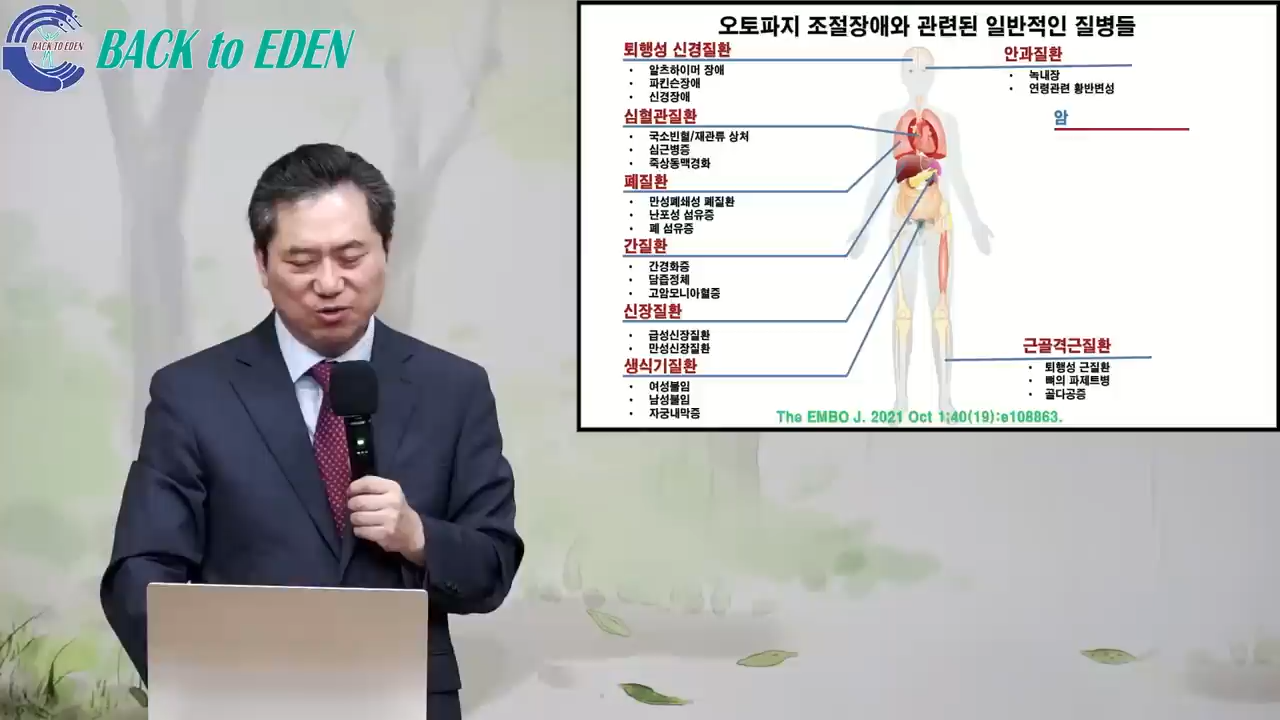 BACK TO EDEN
BACK to EDEN
오토파지 조절장애와 관련된 일반적인 질병들
퇴행성 신경질환
• 알츠하이머 장애
• 파킨슨장애
• 신경장애
심혈관질환
• 국소빈혈/재관류 상처
• 심근병증
• 죽상동맥경화
폐질환
• 만성폐쇄성 폐질환
• 난포성 섬유증
• 폐 섬유증
간질환
• 간경화증
• 담즙정체
• 고암모니아혈증
신장질환
• 급성신장질환
• 만성신장질환
생식기질환
• 여성불임
• 남성불임
• 자궁내막증
안과질환
• 녹내장
• 연령관련 황반변성
암
근골격근질환
• 퇴행성 근질환
• 뼈의 파제트병
• 골다공증
The EMBO J. 2021 Oct 1;40(19):e108863.